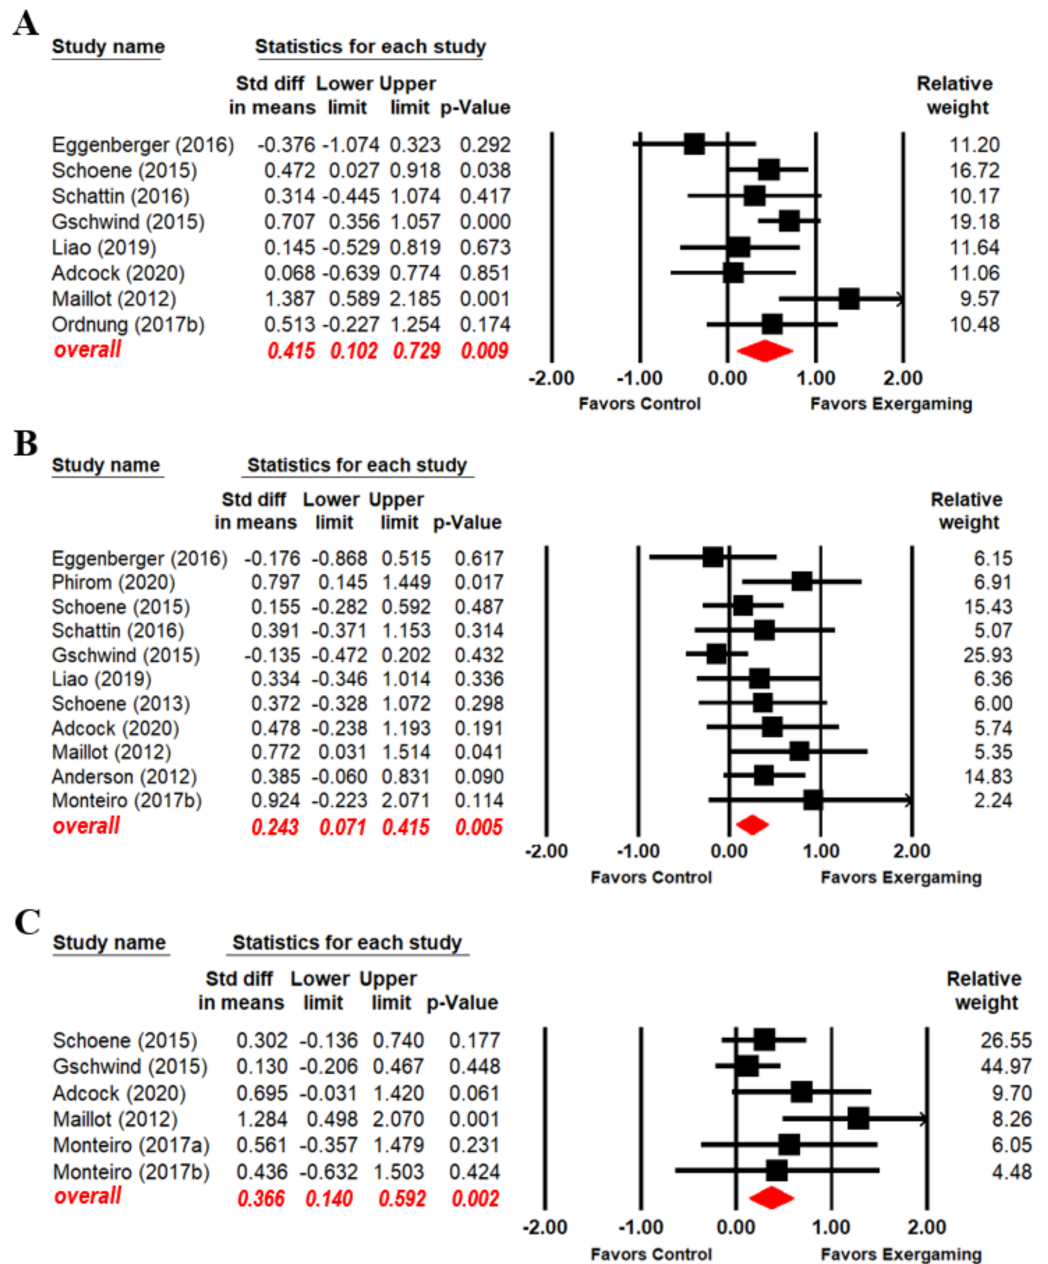 A
Study name Statistics for each study
Std diff Lower Upper Relative
in means limit limit p-Value weight
Eggenberger (2016) -0.376 -1.074 0.323 0.292 11.20
Schoene (2015) 0.472 0.027 0.918 0.038 16.72
Schattin (2016) 0.314 -0.445 1.074 0.417 10.17
Gschwind (2015) 0.707 0.356 1.057 0.000 19.18
Liao (2019) 0.145 -0.529 0.819 0.673 11.64
Adcock (2020) 0.068 -0.639 0.774 0.851 11.06
Maillot (2012) 1.387 0.589 2.185 0.001 9.57
Ordnung (2017b) 0.513 -0.227 1.254 0.174 10.48
overall 0.415 0.102 0.729 0.009
-2.00 -1.00 0.00 1.00 2.00
Favors Control Favors Exergaming
B
Study name Statistics for each study
Std diff Lower Upper Relative
in means limit limit p-Value weight
Eggenberger (2016) -0.176 -0.868 0.515 0.617 6.15
Phirom (2020) 0.797 0.145 1.449 0.017 6.91
Schoene (2015) 0.155 -0.282 0.592 0.487 15.43
Schattin (2016) 0.391 -0.371 1.153 0.314 5.07
Gschwind (2015) -0.135 -0.472 0.202 0.432 25.93
Liao (2019) 0.334 -0.346 1.014 0.336 6.36
Schoene (2013) 0.372 -0.328 1.072 0.298 6.00
Adcock (2020) 0.478 -0.238 1.193 0.191 5.74
Maillot (2012) 0.772 0.031 1.514 0.041 5.35
Anderson (2012) 0.385 -0.060 0.831 0.090 14.83
Monteiro (2017b) 0.924 -0.223 2.071 0.114 2.24
overall 0.243 0.071 0.415 0.005
-2.00 -1.00 0.00 1.00 2.00
Favors Control Favors Exergaming
C
Study name Statistics for each study
Std diff Lower Upper Relative
in means limit limit p-Value weight
Schoene (2015) 0.302 -0.136 0.740 0.177 26.55
Gschwind (2015) 0.130 -0.206 0.467 0.448 44.97
Adcock (2020) 0.695 -0.031 1.420 0.061 9.70
Maillot (2012) 1.284 0.498 2.070 0.001 8.26
Monteiro (2017a) 0.561 -0.357 1.479 0.231 6.05
Monteiro (2017b) 0.436 -0.632 1.503 0.424 4.48
overall 0.366 0.140 0.592 0.002
-2.00 -1.00 0.00 1.00 2.00
Favors Control Favors Exergaming